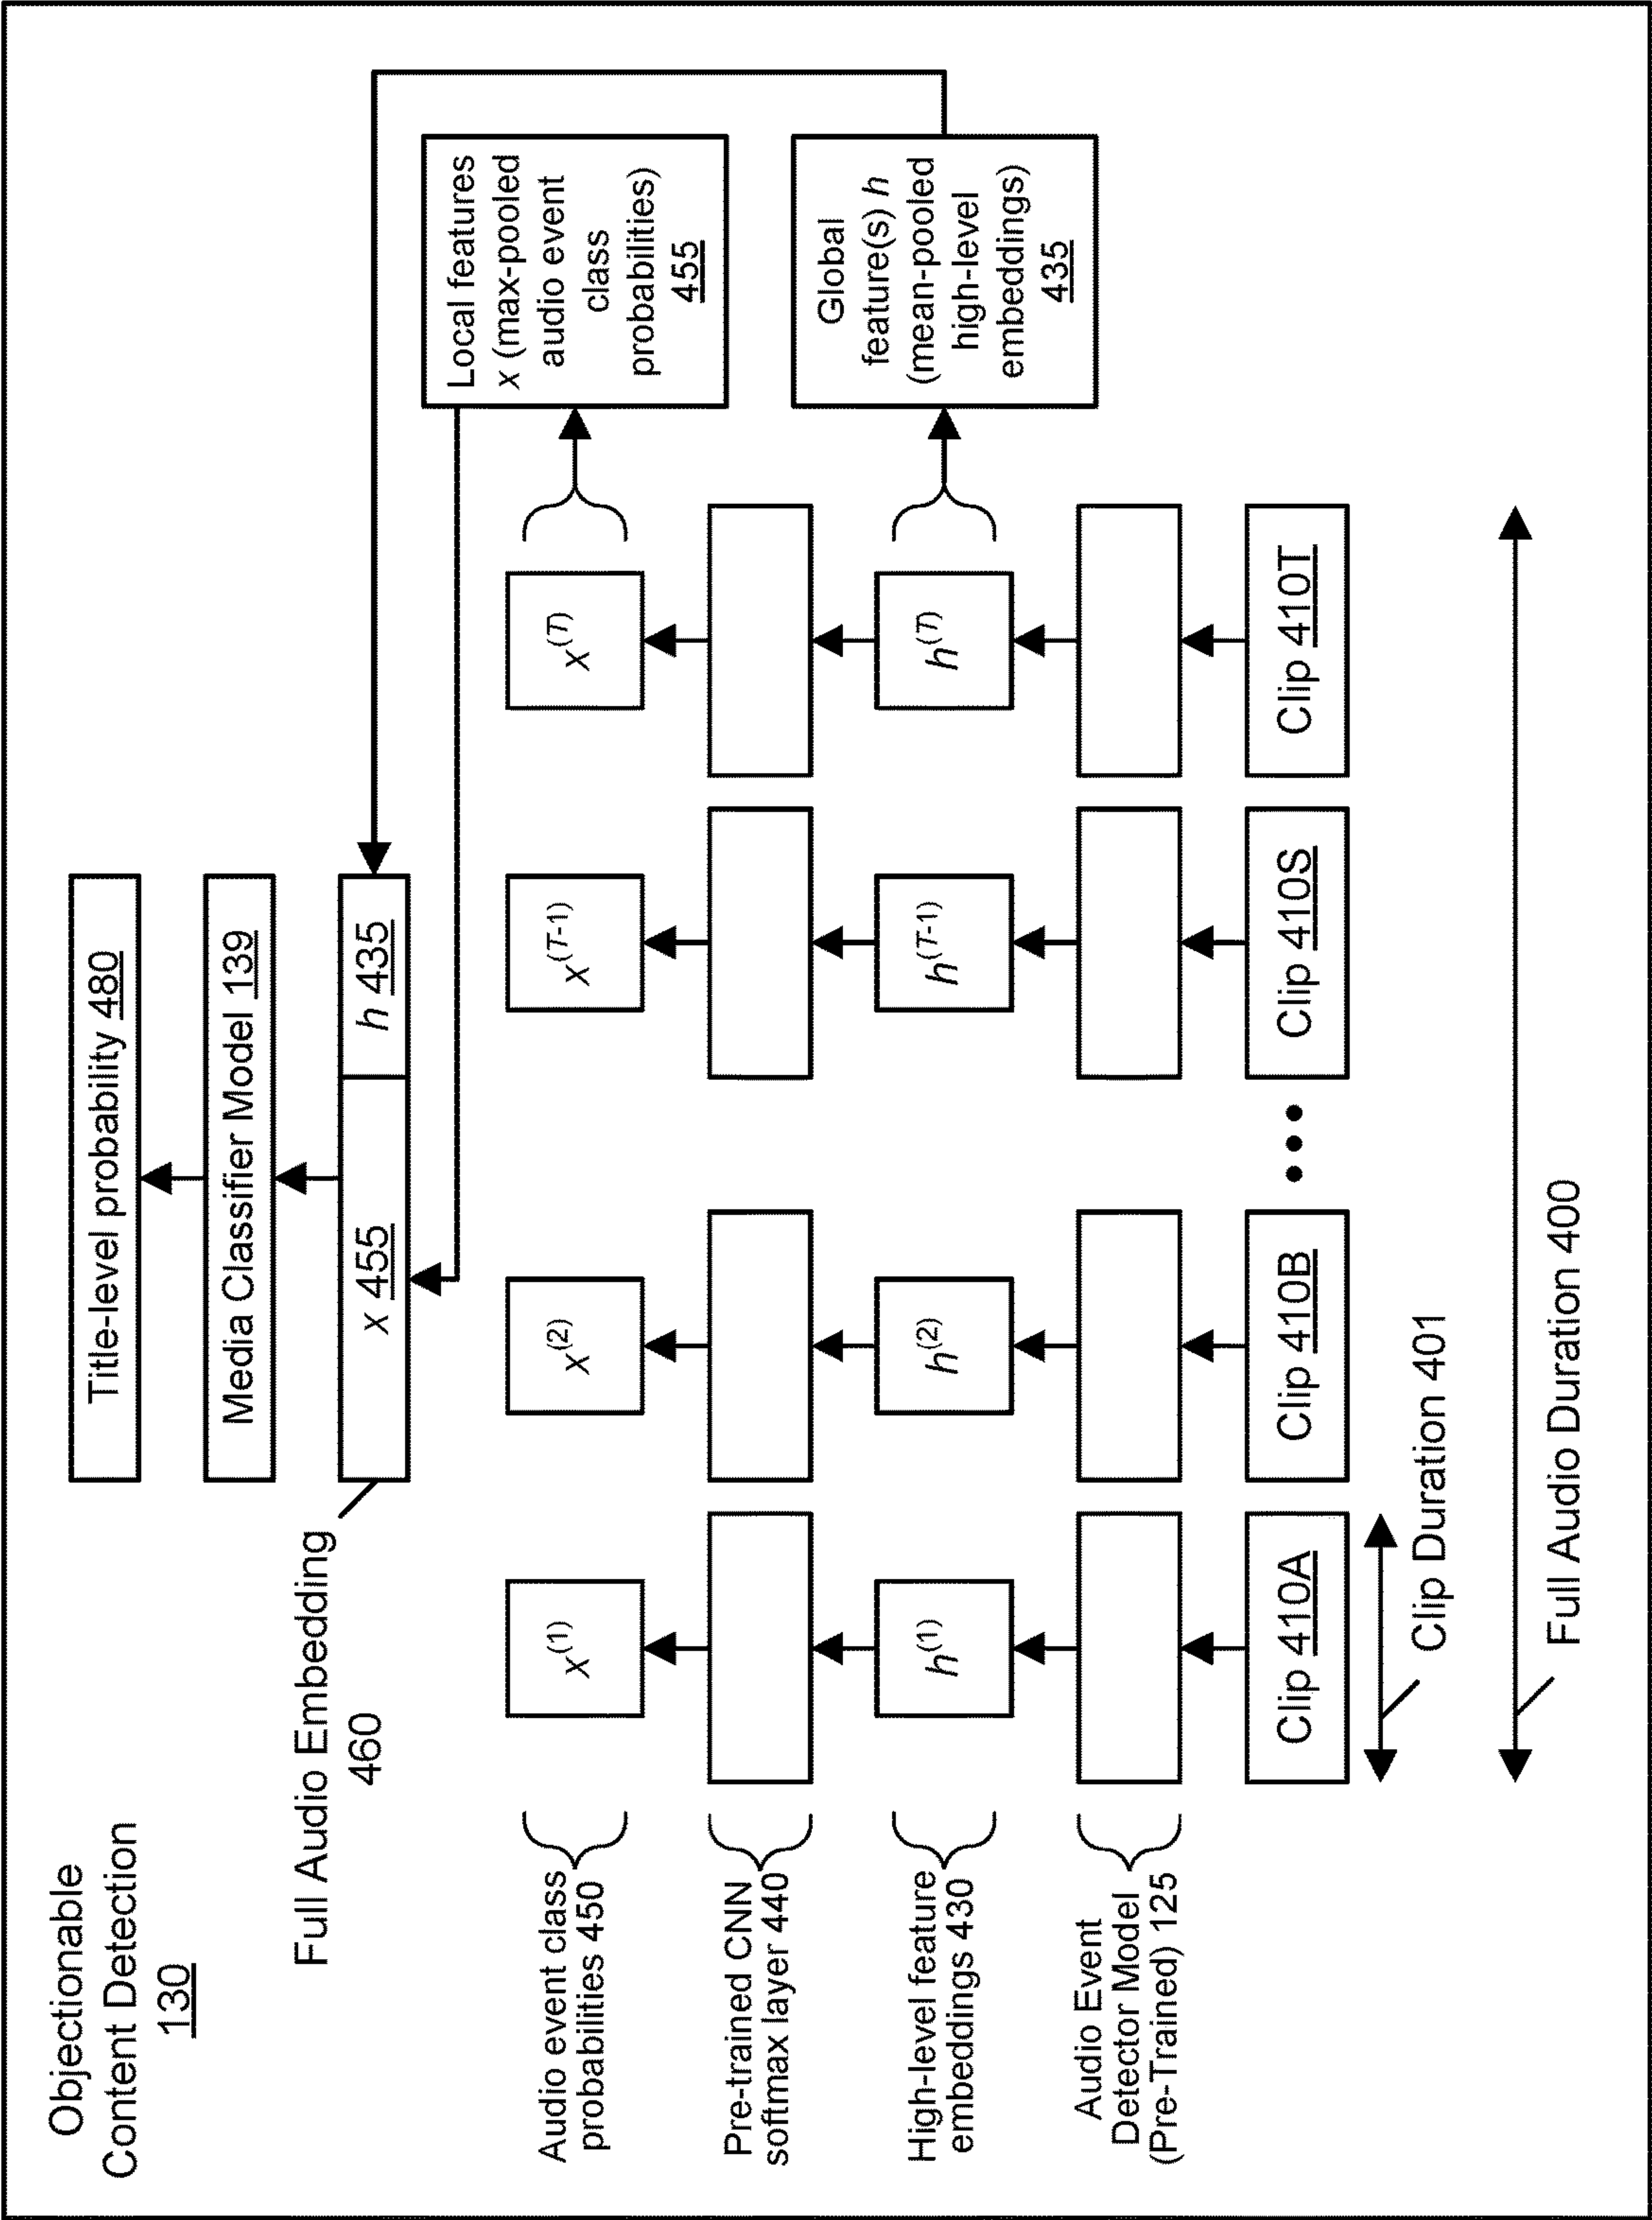 Objectionable
Content Detection
130
Title-level probability 480
Media Classifier Model 139
x 455
h 435
Full Audio Embedding
460
Local features
x (max-pooled
audio event
class
probabilities)
455
Audio event class
probabilities 450
x(1)
x(2)
x(T-1)
x(T)
Pre-trained CNN
softmax layer 440
Global
feature(s) h
(mean-pooled
high-level
embeddings)
435
High-level feature
embeddings 430
h(1)
h(2)
h(T-1)
h(T)
Audio Event
Detector Model
(Pre-Trained) 125
Clip 410A
Clip 410B
•••
Clip 410S
Clip 410T
Clip Duration 401
Full Audio Duration 400